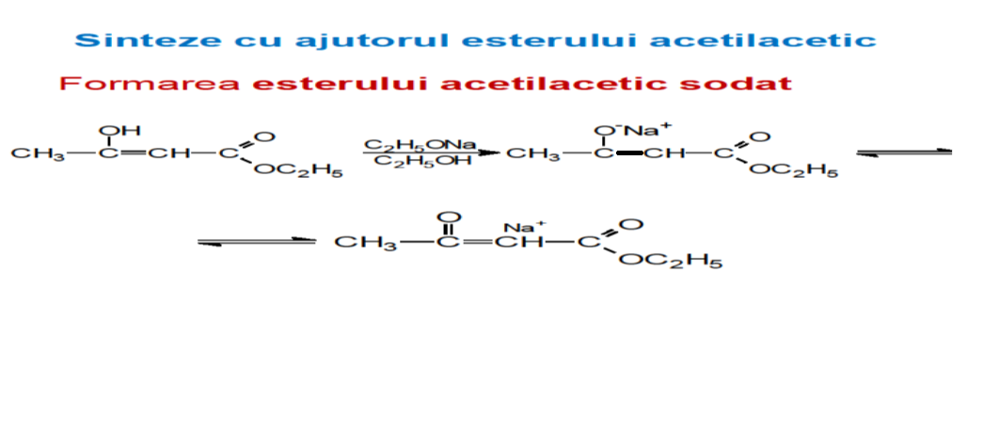 Sinteze cu ajutorul esterului acetilacetic
Formarea esterului acetilacetic sodat
OH O O⁻Na⁺ O
CH₃—C=CH—C C₂H₅ONa CH₃—C—CH—C
OC₂H₅ C₂H₅OH OC₂H₅
O Na⁺ O
CH₃—C=CH—C
OC₂H₅